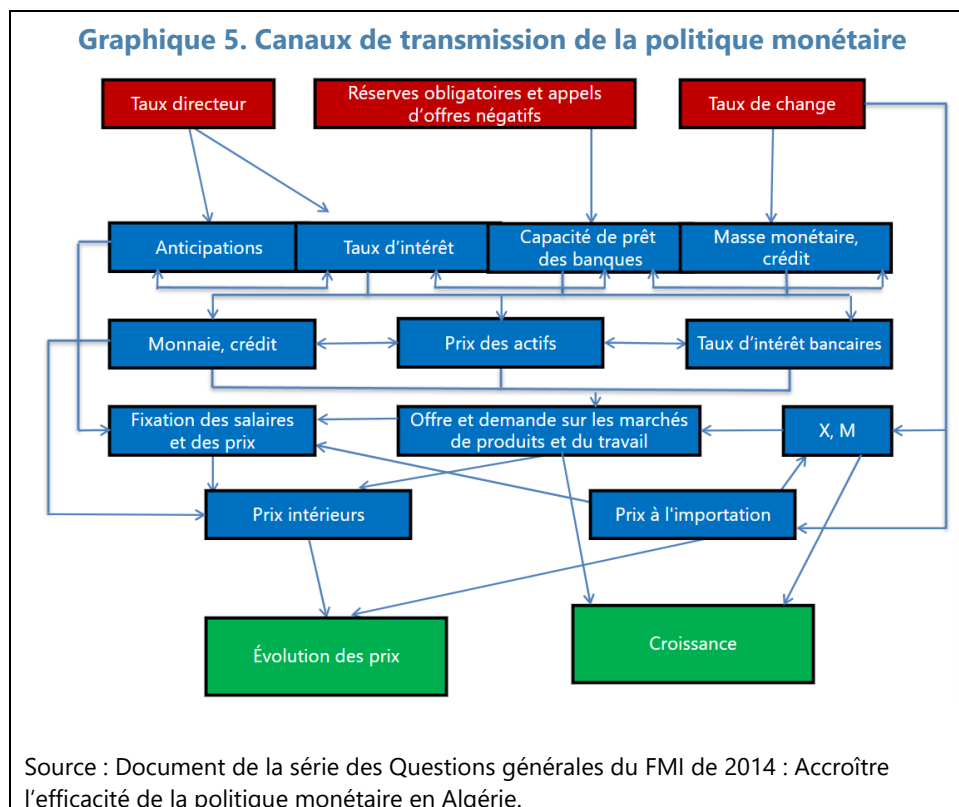 Graphique 5. Canaux de transmission de la politique monétaire
Taux directeur
Réserves obligatoires et appels
d'offres négatifs
Taux de change
Anticipations
Taux d'intérêt
Capacité de prêt
des banques
Masse monétaire,
crédit
Monnaie, crédit
Prix des actifs
Taux d'intérêt bancaires
Fixation des salaires
et des prix
Offre et demande sur les marchés
de produits et du travail
X, M
Prix intérieurs
Prix à l'importation
Évolution des prix
Croissance
Source : Document de la série des Questions générales du FMI de 2014 : Accroître
l'efficacité de la politique monétaire en Algérie.